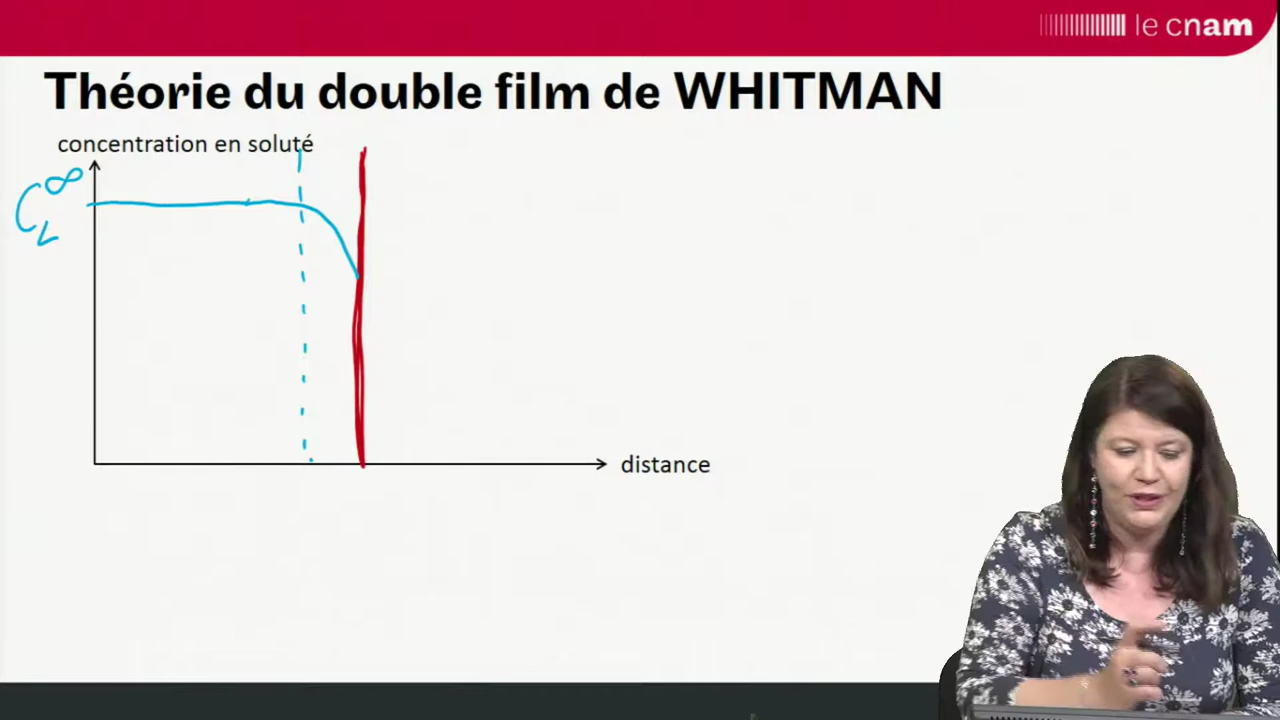 le cnam
Théorie du double film de WHITMAN
concentration en soluté
C∞L
distance